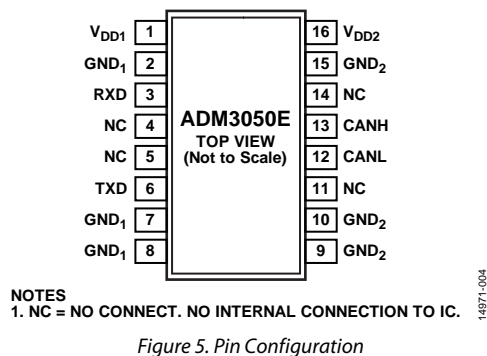 VDD1 1 16 VDD2
GND1 2 15 GND2
RXD 3 14 NC
NC 4 ADM3050E 13 CANH
TOP VIEW
NC 5 (Not to Scale) 12 CANL
TXD 6 11 NC
GND1 7 10 GND2
GND1 8 9 GND2
NOTES
1. NC = NO CONNECT. NO INTERNAL CONNECTION TO IC.
14971-004
Figure 5. Pin Configuration